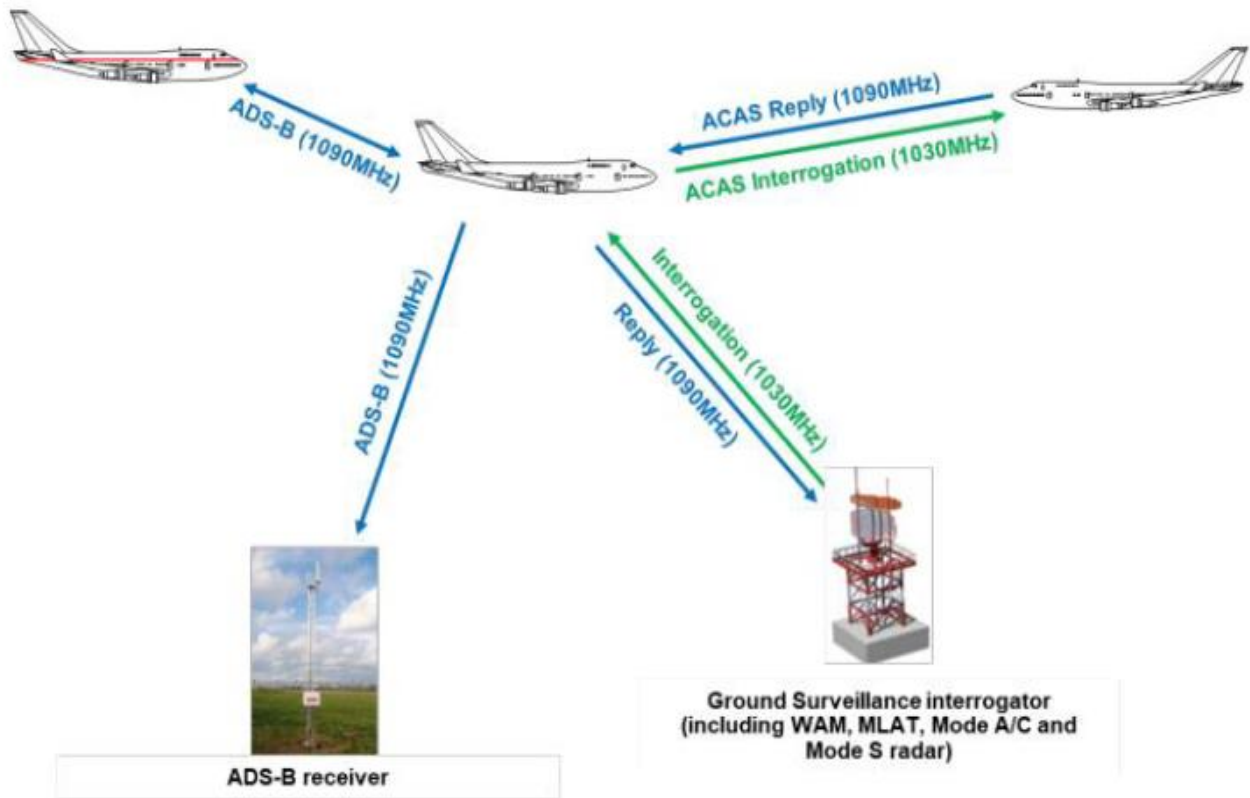 ADS-B (1090MHz)
ACAS Reply (1090MHz)
ACAS Interrogation (1030MHz)
ADS-B (1090MHz)
Interrogation (1030MHz)
Reply (1090MHz)
Ground Surveillance interrogator
(including WAM, MLAT, Mode A/C and
Mode S radar)
ADS-B receiver